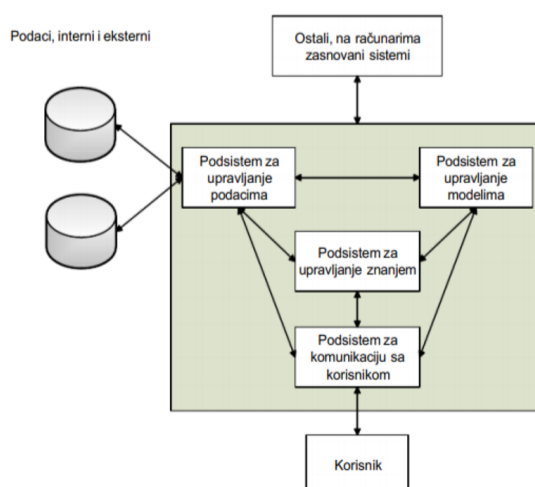 Podaci, interni i eksterni
Ostali, na računarima
zasnovani sistemi
Podsistem za
upravljanje
podacima
Podsistem za
upravljanje
modelima
Podsistem za
upravljanje znanjem
Podsistem za
komunikaciju sa
korisnikom
Korisnik